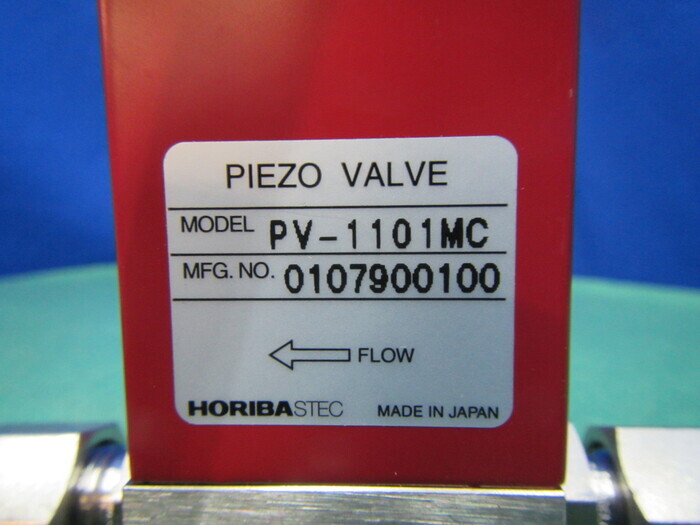 PIEZO VALVE
MODEL PV-1101MC
MFG. NO. 0107900100
FLOW
HORIBASTEC MADE IN JAPAN